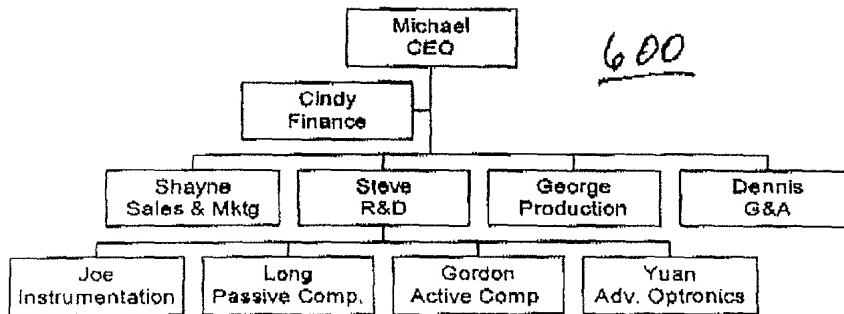 Michael
CEO
600
Cindy
Finance
Shayne
Sales & Mktg
Steve
R&D
George
Production
Dennis
G&A
Joe
Instrumentation
Long
Passive Comp.
Gordon
Active Comp
Yuan
Adv. Optronics